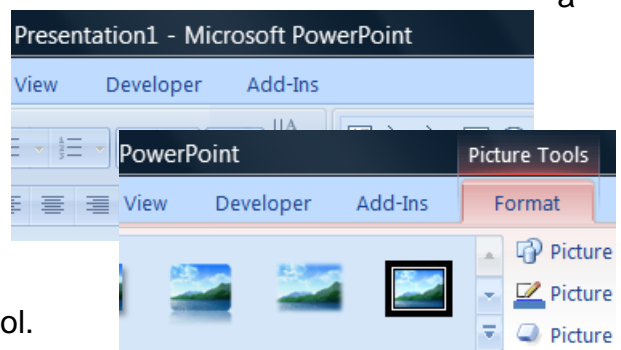 a
Presentation1 - Microsoft PowerPoint
View Developer Add-Ins
PowerPoint Picture Tools
View Developer Add-Ins Format
Picture
Picture
Picture
ol.